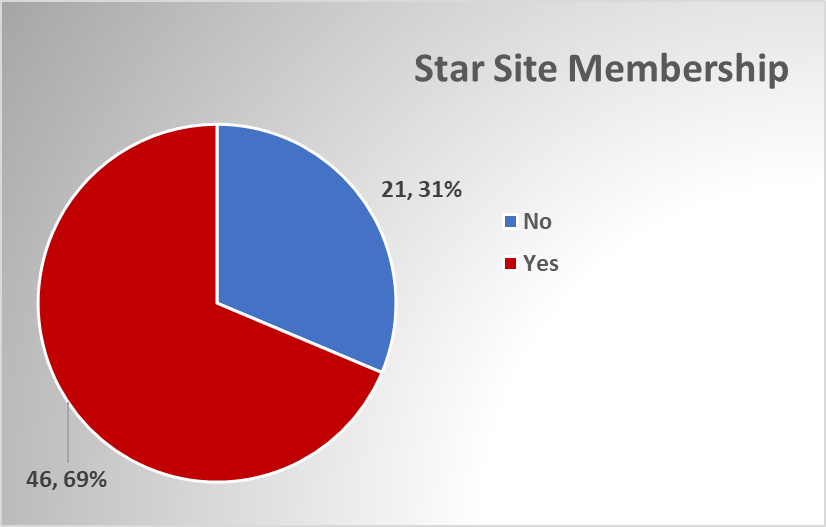 Star Site Membership
21, 31%
No
Yes
46, 69%